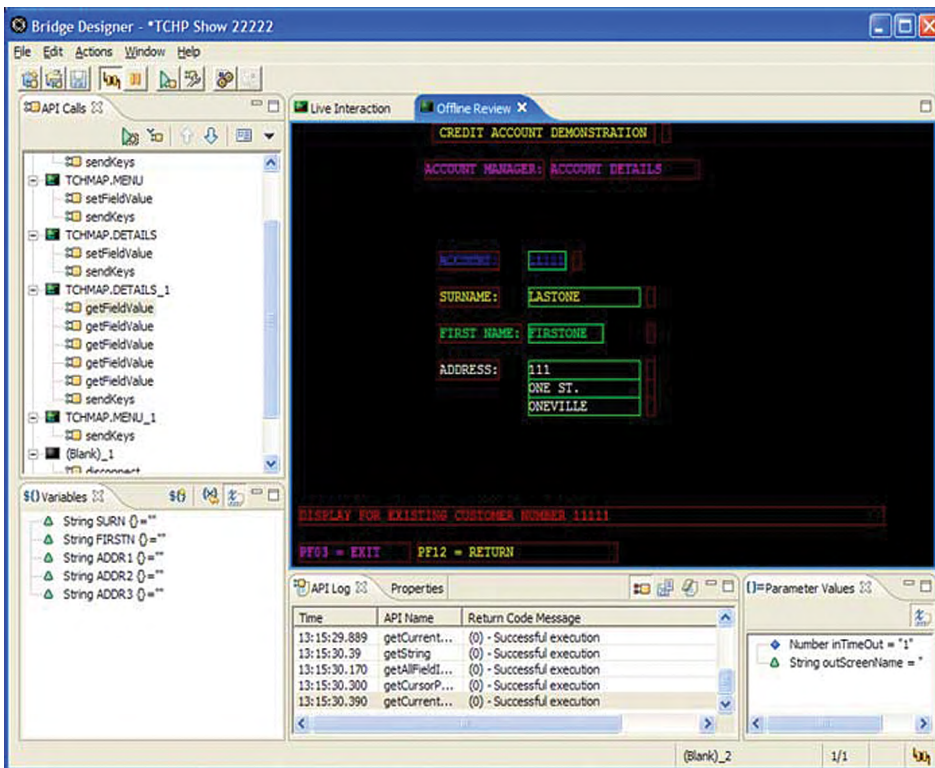 Bridge Designer - *TCHP Show 22222
File Edit Actions Window Help
API Calls
sendKeys
TCHMAP.MENU
setFieldValue
sendKeys
TCHMAP.DETAILS
setFieldValue
sendKeys
TCHMAP.DETAILS_1
getFieldValue
getFieldValue
getFieldValue
getFieldValue
getFieldValue
sendKeys
TCHMAP.MENU_1
sendKeys
(Blank)_1
disconnect
Live Interaction
Offline Review
CREDIT ACCOUNT DEMONSTRATION
ACCOUNT MANAGER: ACCOUNT DETAILS
ACCOUNT: 11111
SURNAME: LASTONE
FIRST NAME: FIRSTONE
ADDRESS: 111
ONE ST.
ONEVILLE
DISPLAY FOR EXISTING CUSTOMER NUMBER 11111
PF03 = EXIT PF12 = RETURN
Variables
String SURN {}=""
String FIRSTN {}=""
String ADDR1 {}=""
String ADDR2 {}=""
String ADDR3 {}=""
API Log Properties
Time API Name Return Code Message
13:15:29.889 getCurrent... (0) - Successful execution
13:15:30.39 getString (0) - Successful execution
13:15:30.170 getAllFieldI... (0) - Successful execution
13:15:30.300 getCursorP... (0) - Successful execution
13:15:30.390 getCurrent... (0) - Successful execution
Parameter Values
Number inTimeOut = "1"
String outScreenName = "
(Blank)_2 1/1